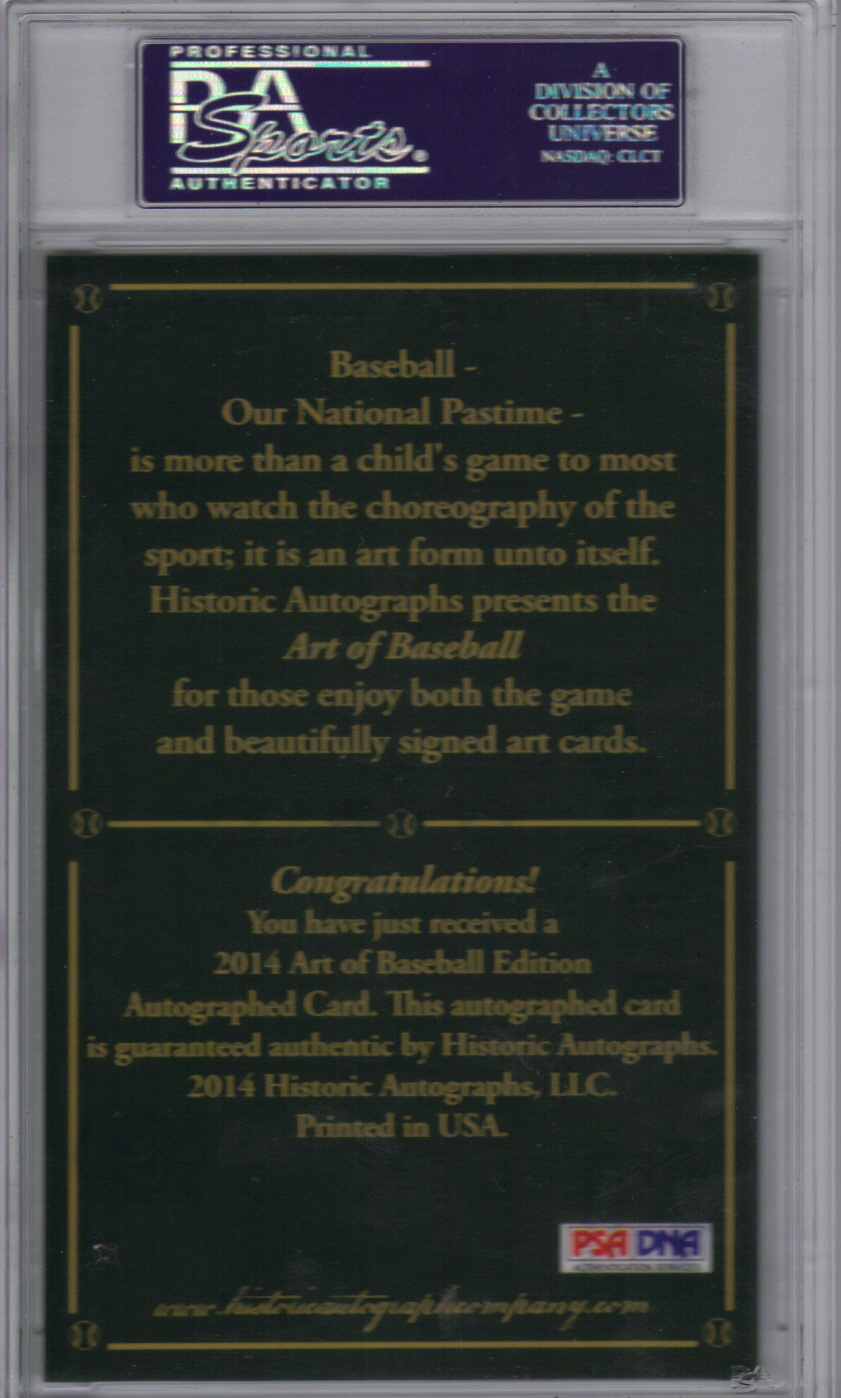 PROFESSIONAL
PSA
Sports®
AUTHENTICATOR
A
DIVISION OF
COLLECTORS
UNIVERSE
NASDAQ: CLCT
Baseball -
Our National Pastime -
is more than a child's game to most
who watch the choreography of the
sport; it is an art form unto itself.
Historic Autographs presents the
Art of Baseball
for those enjoy both the game
and beautifully signed art cards.
Congratulations!
You have just received a
2014 Art of Baseball Edition
Autographed Card. This autographed card
is guaranteed authentic by Historic Autographs.
2014 Historic Autographs, LLC.
Printed in USA.
PSA DNA
AUTHENTICATION SERVICES
www.historicautographcompany.com
PSA